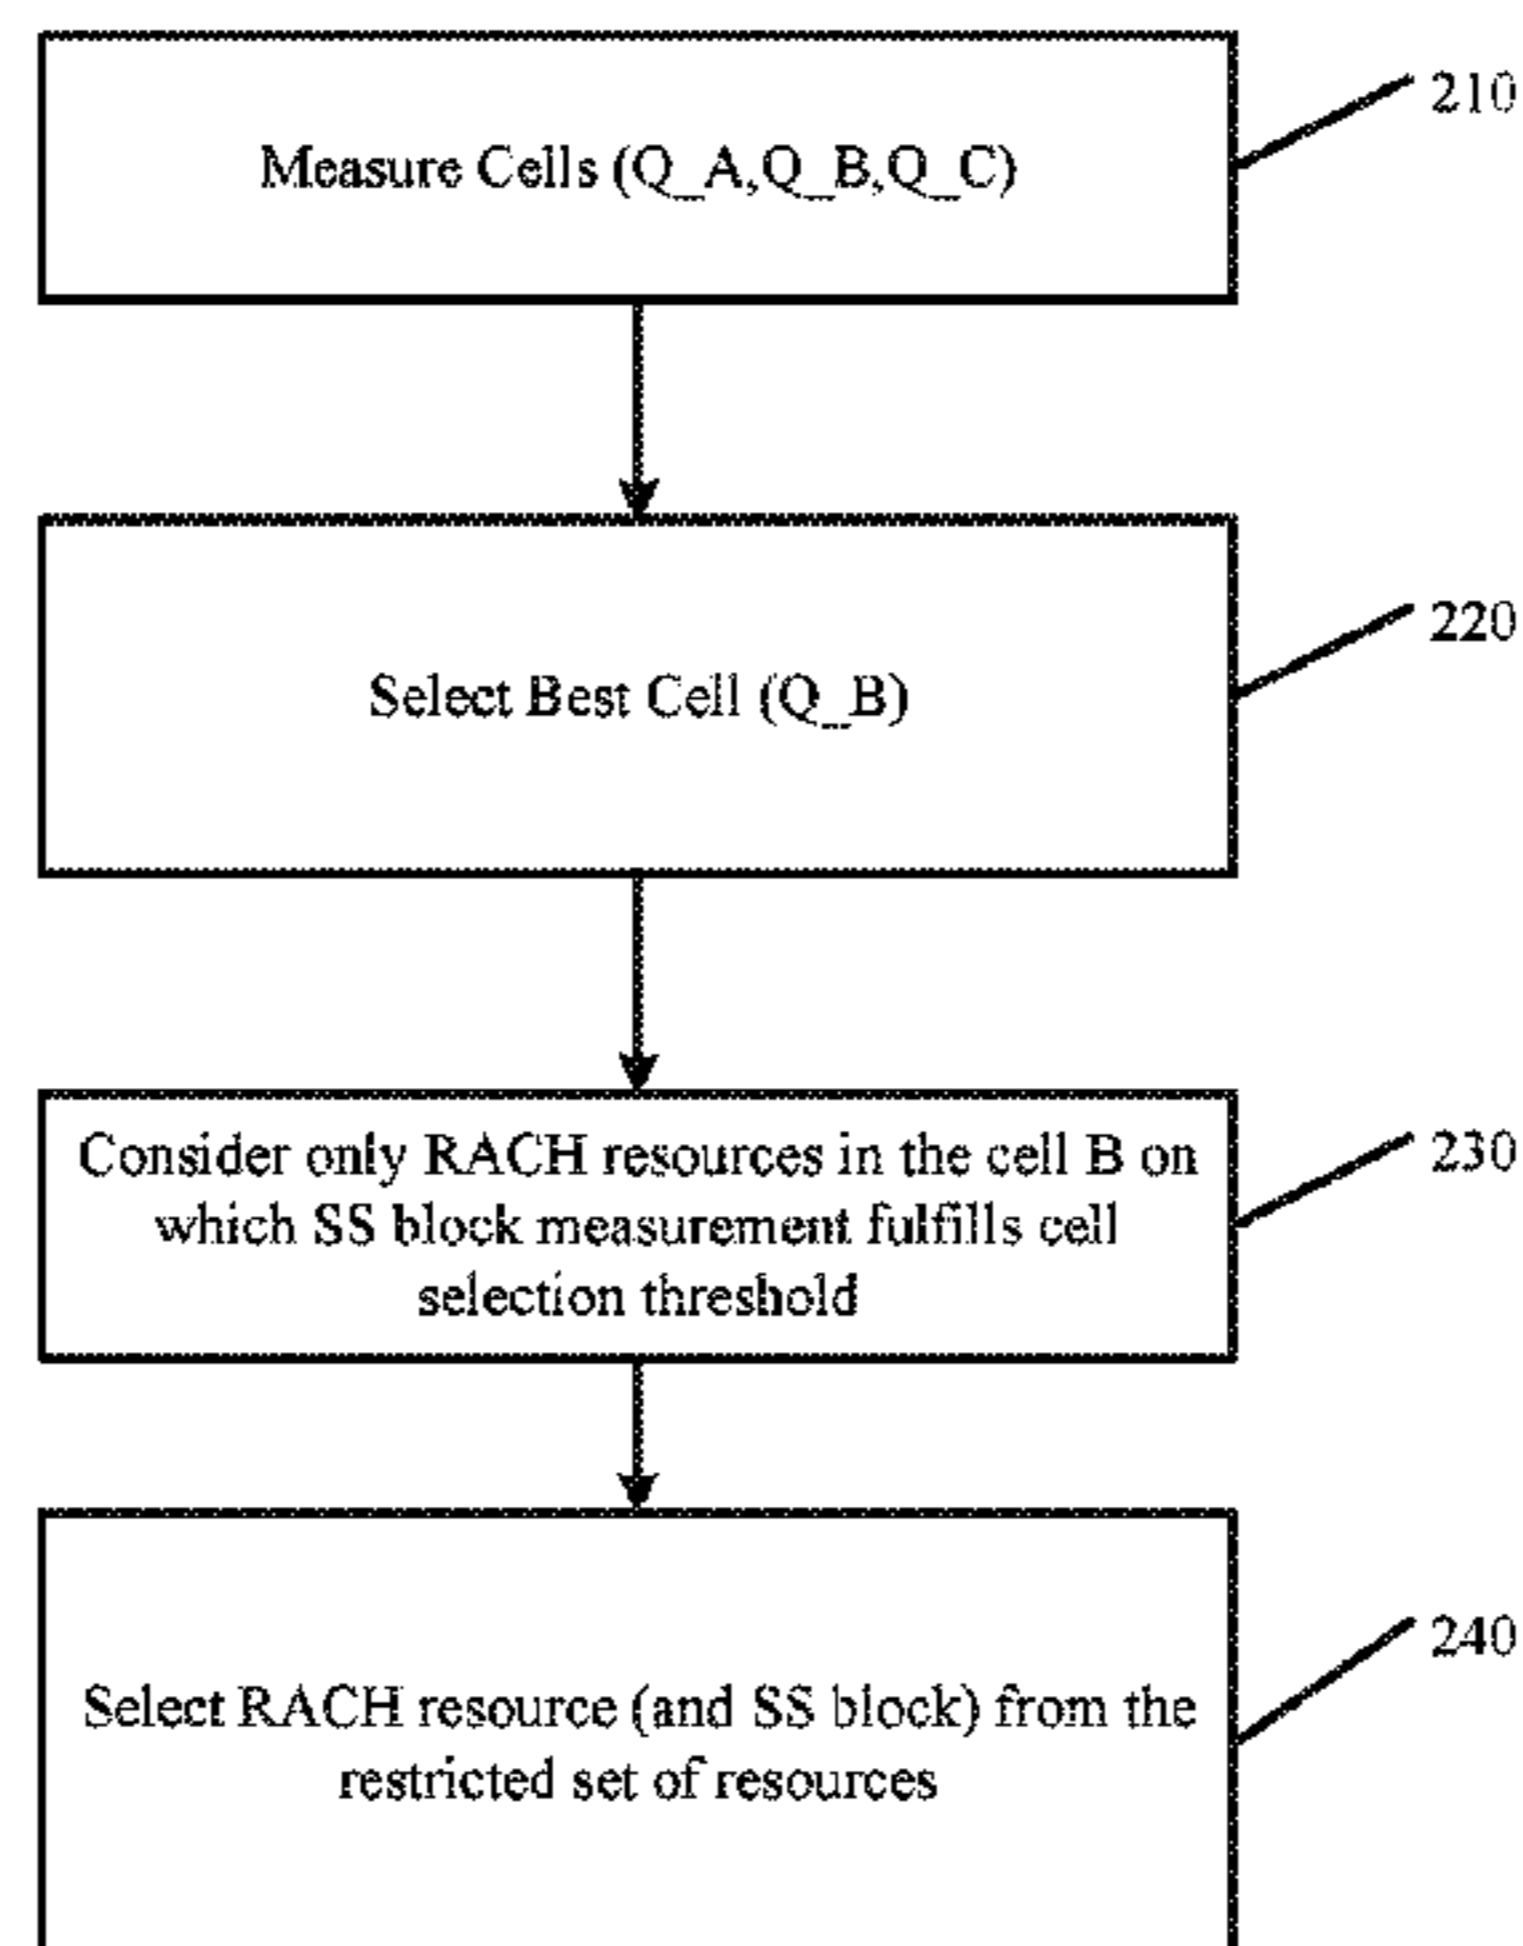 Measure Cells (Q_A,Q_B,Q_C)
210
Select Best Cell (Q_B)
220
Consider only RACH resources in the cell B on
which SS block measurement fulfills cell
selection threshold
230
Select RACH resource (and SS block) from the
restricted set of resources
240